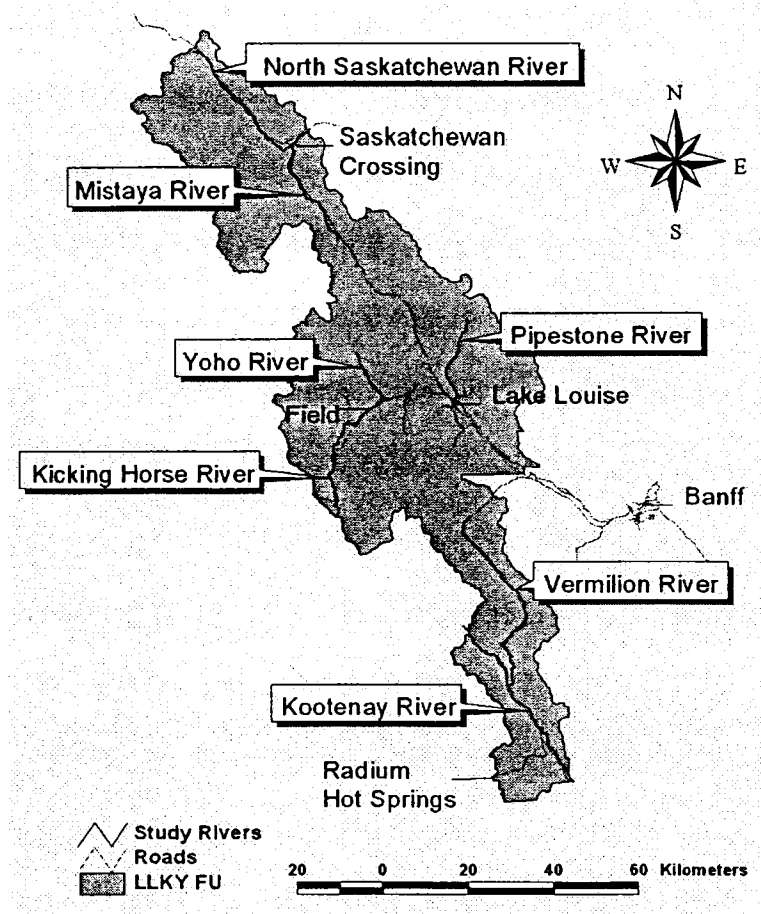 North Saskatchewan River
N
Saskatchewan
Crossing
W
E
Mistaya River
S
Pipestone River
Yoho River
Lake Louise
Field
Kicking Horse River
Banff
Vermilion River
Kootenay River
Radium
Hot Springs
Study Rivers
Roads
LLKY FU
20 0 20 40 60 Kilometers